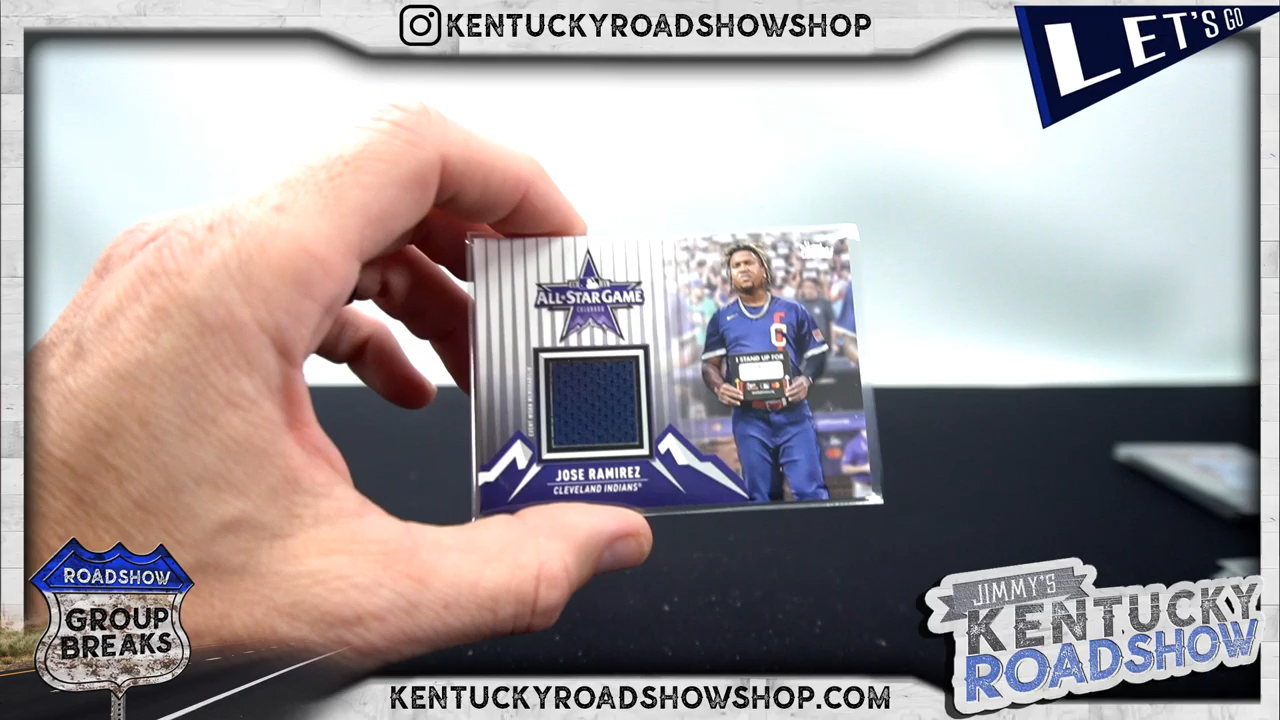 KENTUCKYROADSHOWSHOP
LET'S GO
ALL-STAR GAME
COLORADO
I STAND UP FOR
C
JOSE RAMIREZ
CLEVELAND INDIANS
ROADSHOW
GROUP
BREAKS
JIMMY'S
KENTUCKY
ROADSHOW
KENTUCKYROADSHOWSHOP.COM